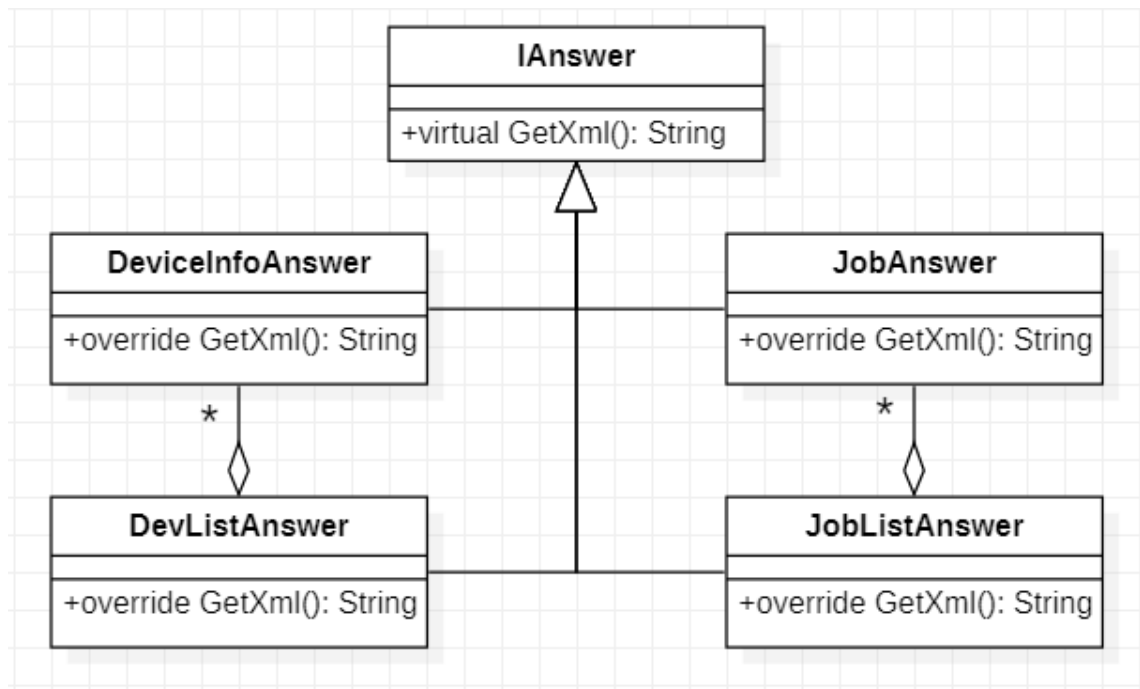 IAnswer
+virtual GetXml(): String
DeviceInfoAnswer
+override GetXml(): String
JobAnswer
+override GetXml(): String
*
*
DevListAnswer
+override GetXml(): String
JobListAnswer
+override GetXml(): String